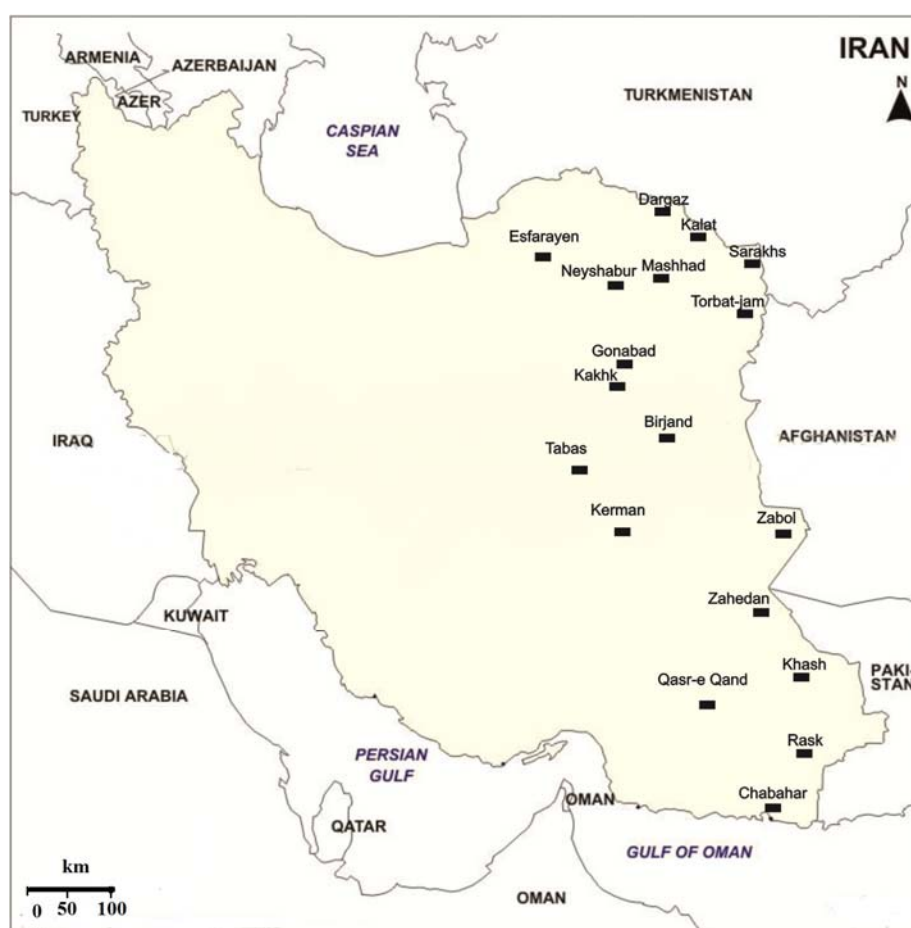 IRAN
N
ARMENIA
AZERBAIJAN
AZER
TURKEY
CASPIAN
SEA
TURKMENISTAN
Dargaz
Kalat
Esfarayen
Sarakhs
Neyshabur
Mashhad
Torbat-jam
Gonabad
Kakhk
Birjand
IRAQ
AFGHANISTAN
Tabas
Kerman
Zabol
Zahedan
KUWAIT
Khash
PAKI-
STAN
Qasr-e Qand
SAUDI ARABIA
Rask
PERSIAN
GULF
Chabahar
OMAN
QATAR
GULF OF OMAN
km
0 50 100
OMAN